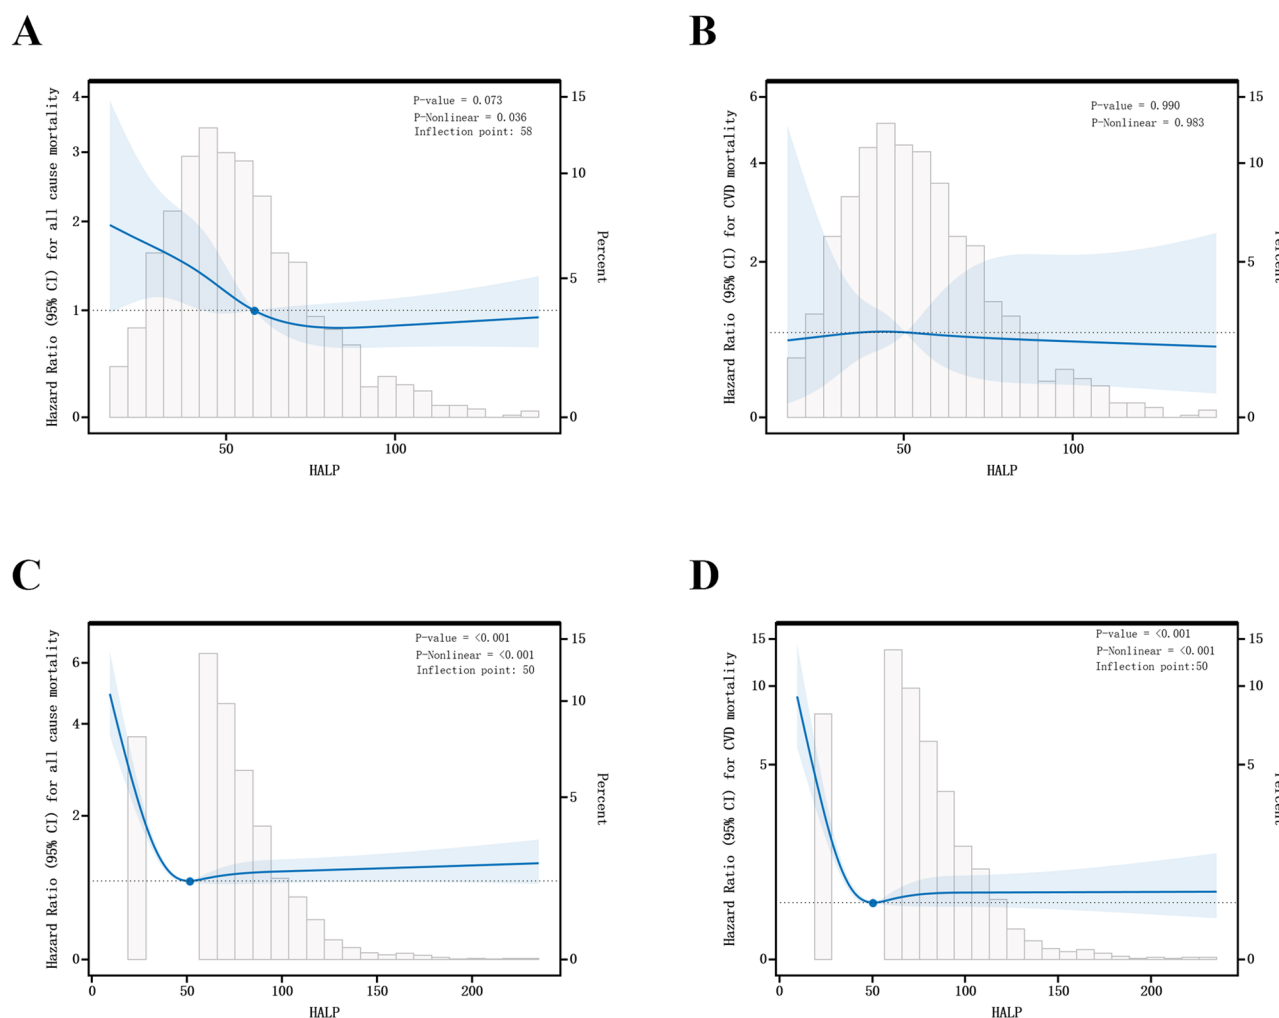 A
Hazard Ratio (95% CI) for all cause mortality
4
3
2
1
0
P-value = 0.073
P-Nonlinear = 0.036
Inflection point: 58
15
10
5
0
Percent
50
100
HALP
B
Hazard Ratio (95% CI) for CVD mortality
6
4
2
0
P-value = 0.990
P-Nonlinear = 0.983
15
10
5
0
Percent
50
100
HALP
C
Hazard Ratio (95% CI) for all cause mortality
6
4
2
0
P-value = <0.001
P-Nonlinear = <0.001
Inflection point: 50
15
10
5
0
Percent
0
50
100
150
200
HALP
D
Hazard Ratio (95% CI) for CVD mortality
15
10
5
0
P-value = <0.001
P-Nonlinear = <0.001
Inflection point:50
15
10
5
0
Percent
0
50
100
150
200
HALP